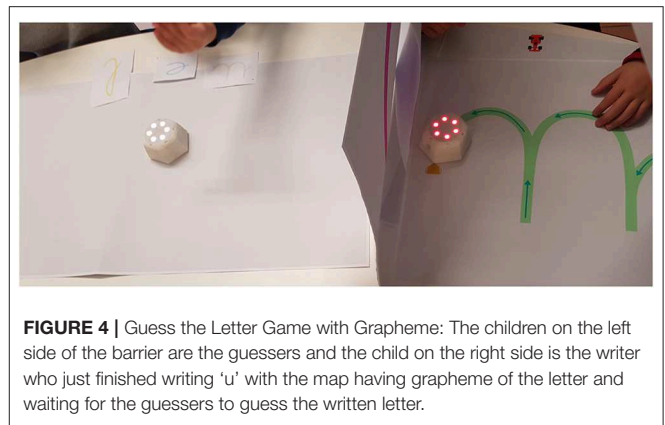 e
FIGURE 4 | Guess the Letter Game with Grapheme: The children on the left
side of the barrier are the guessers and the child on the right side is the writer
who just finished writing ‘u’ with the map having grapheme of the letter and
waiting for the guessers to guess the written letter.